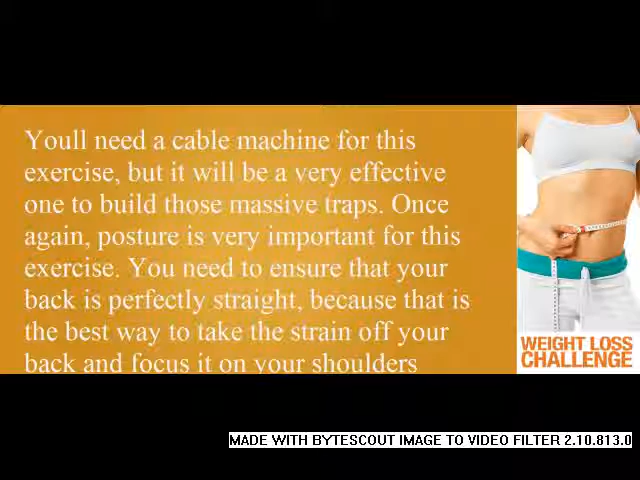 Youll need a cable machine for this
exercise, but it will be a very effective
one to build those massive traps. Once
again, posture is very important for this
exercise. You need to ensure that your
back is perfectly straight, because that is
the best way to take the strain off your
back and focus it on your shoulders
WEIGHT LOSS
CHALLENGE
MADE WITH BYTESCOUT IMAGE TO VIDEO FILTER 2.10.813.0